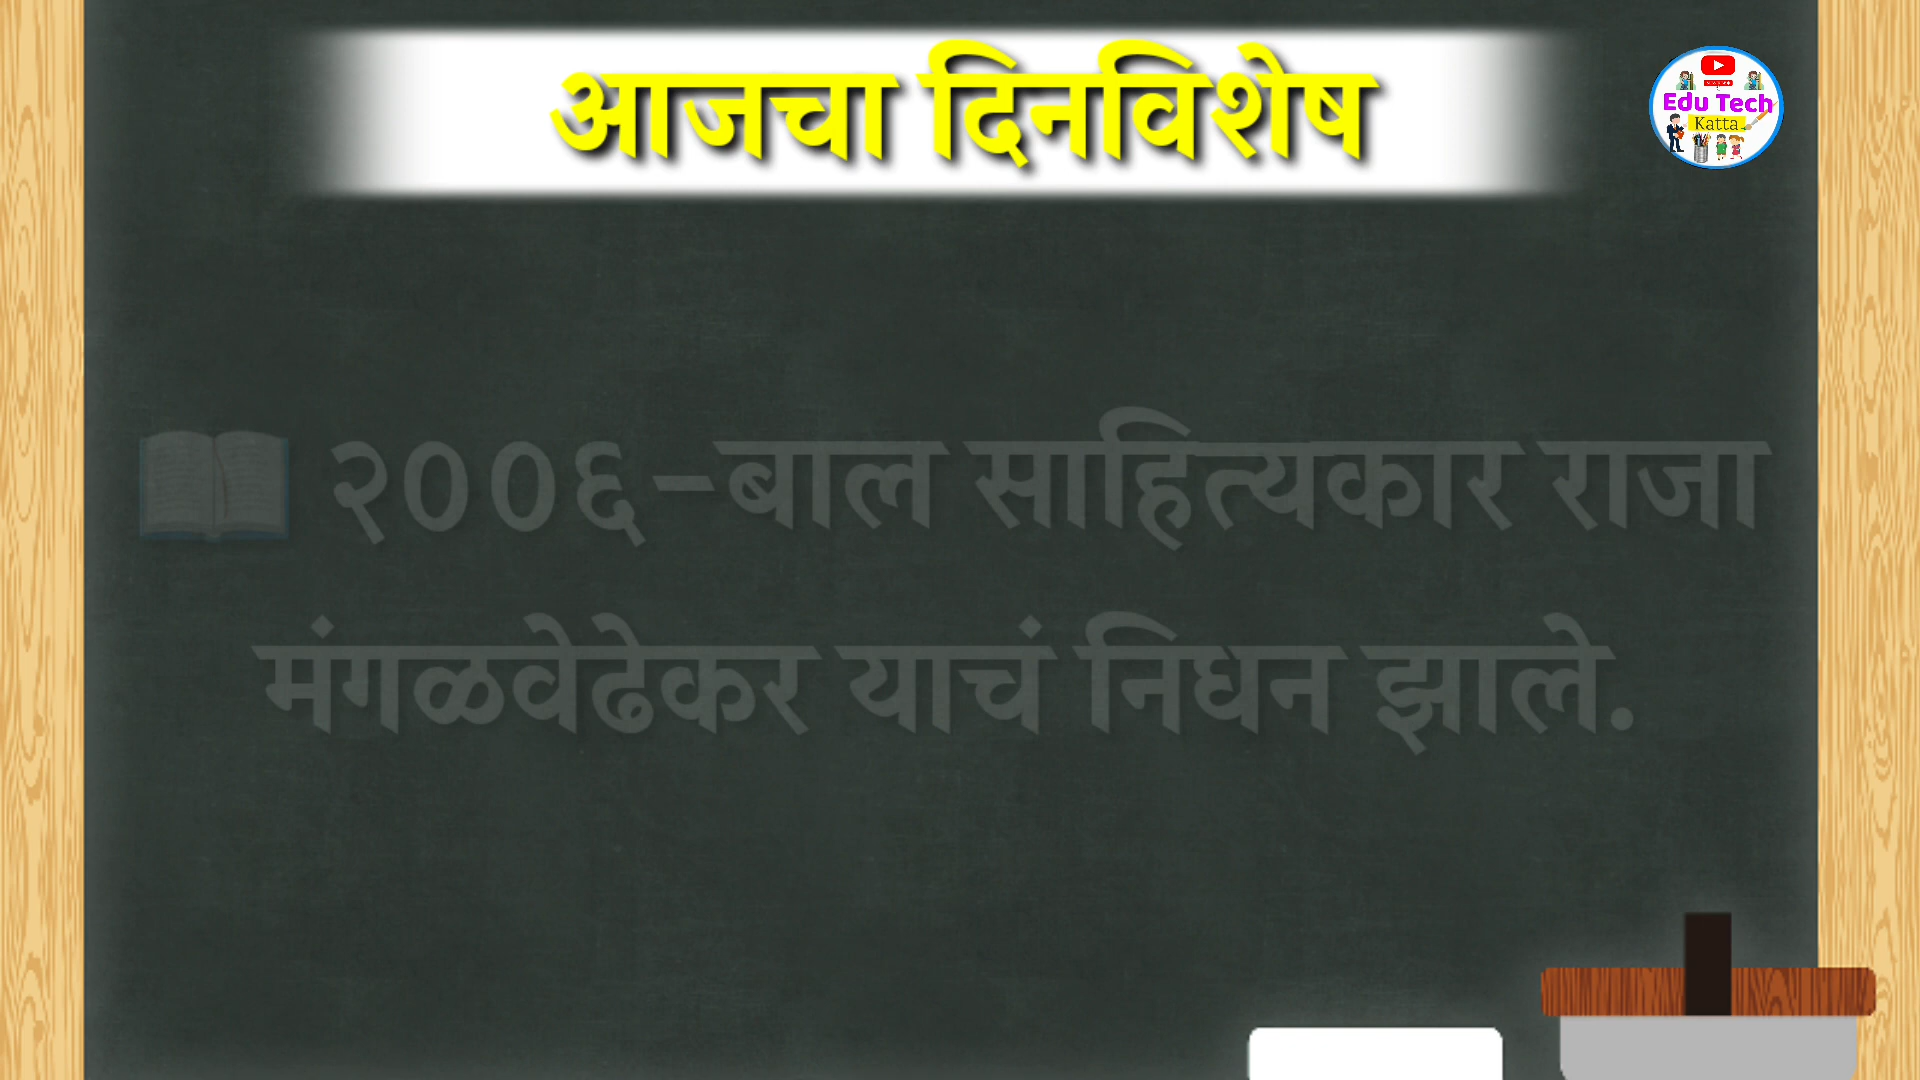 आजचा दिनविशेष
Edu Tech
Katta
२००६-बाल साहित्यकार राजा
मंगळवेढेकर याचं निधन झाले.